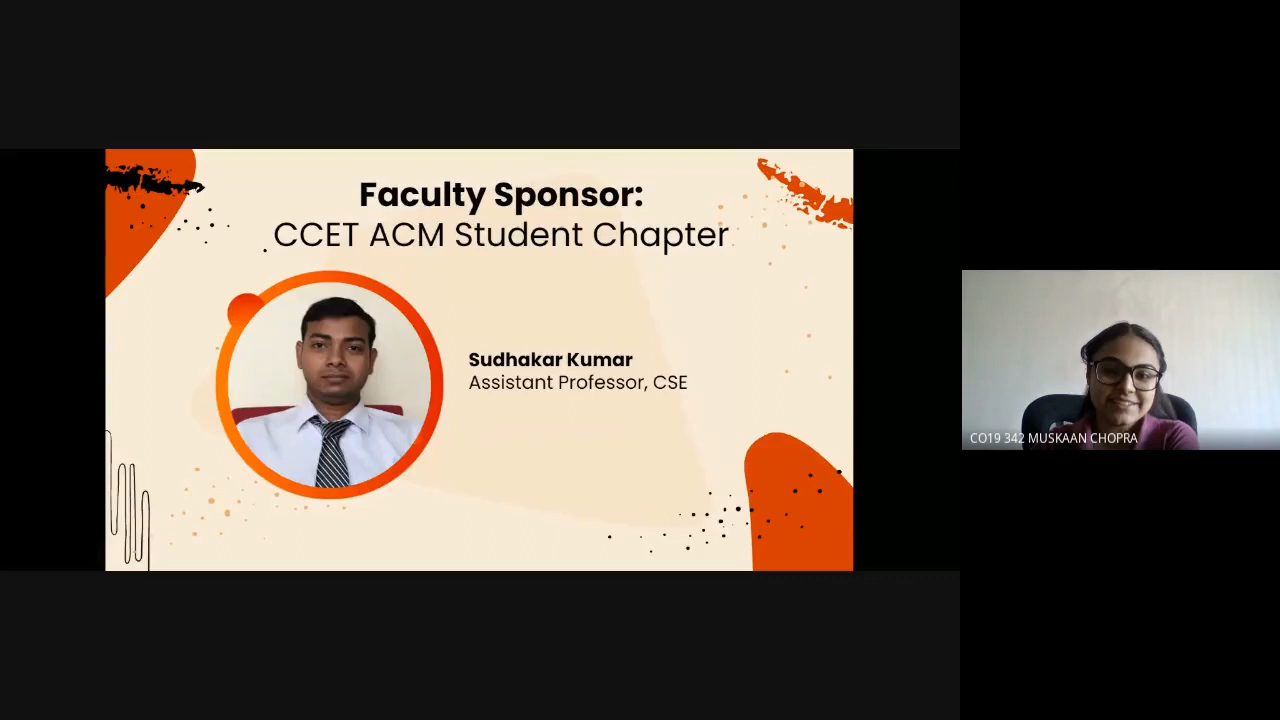 Faculty Sponsor:
CCET ACM Student Chapter
Sudhakar Kumar
Assistant Professor, CSE
CO19 342 MUSKAAN CHOPRA